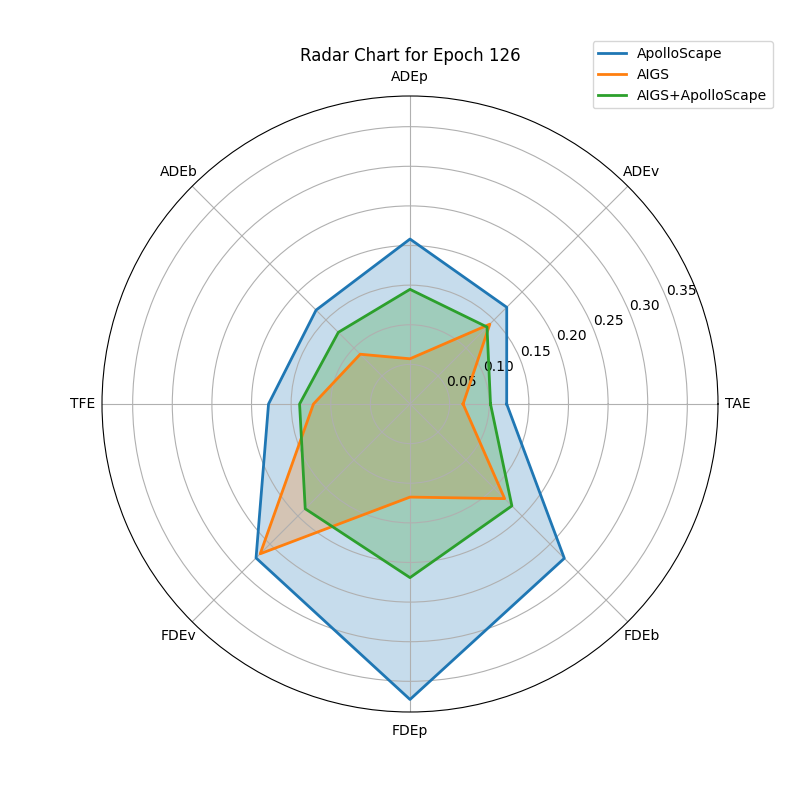 Radar Chart for Epoch 126
ApolloScape
AIGS
AIGS+ApolloScape
ADEp
ADEb
ADEv
0.35
0.30
0.25
0.20
0.15
0.10
0.05
TFE
TAE
FDEv
FDEb
FDEp